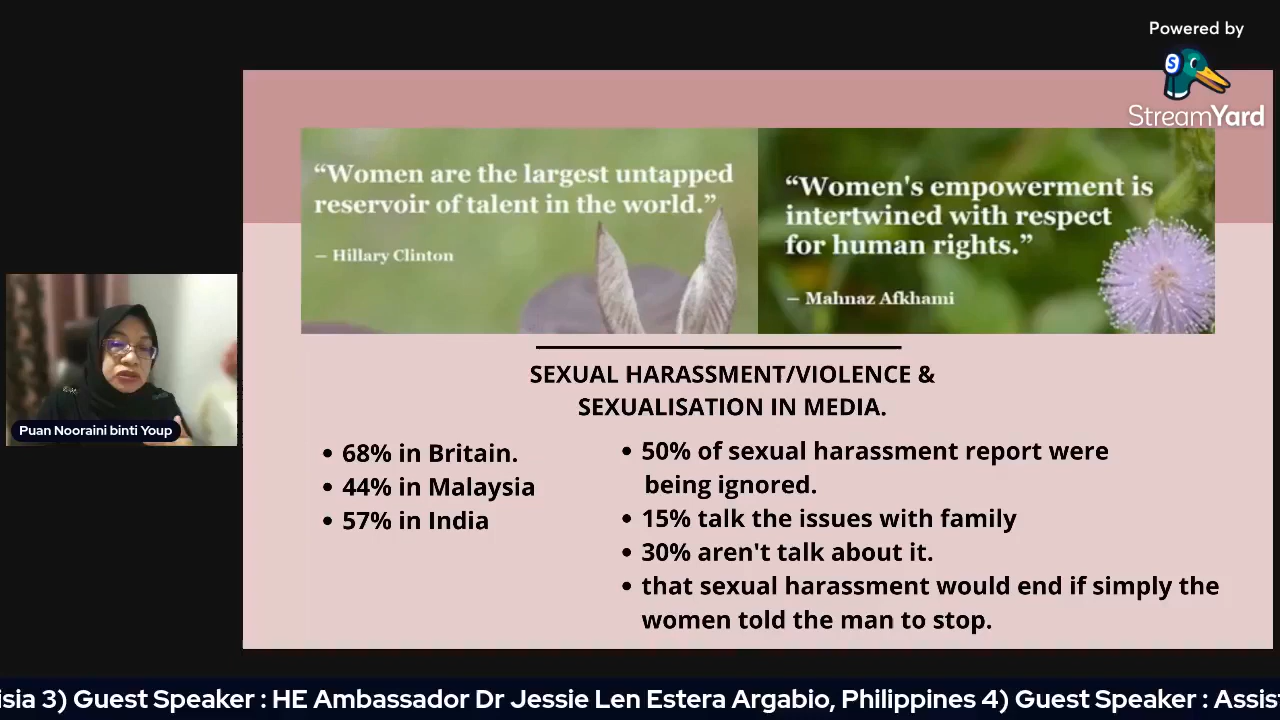 Powered by
StreamYard
“Women are the largest untapped
reservoir of talent in the world.”
— Hillary Clinton
“Women's empowerment is
intertwined with respect
for human rights.”
— Mahnaz Afkhami
SEXUAL HARASSMENT/VIOLENCE &
SEXUALISATION IN MEDIA.
• 68% in Britain.
• 44% in Malaysia
• 57% in India
• 50% of sexual harassment report were
being ignored.
• 15% talk the issues with family
• 30% aren't talk about it.
• that sexual harassment would end if simply the
women told the man to stop.
Puan Nooraini binti Youp
3) Guest Speaker : HE Ambassador Dr Jessie Len Estera Argabio, Philippines 4) Guest Speaker :